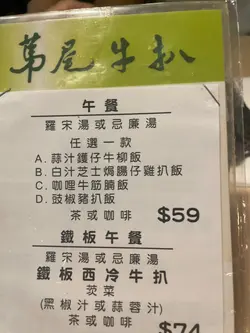 第尾牛扒
午餐
羅宋湯或忌廉湯
任選一款
A. 蒜汁鑊仔牛柳飯
B. 白汁芝士焗腸仔雞扒飯
C. 咖哩牛筋腩飯
D. 豉椒豬扒飯
茶或咖啡 $59
鐵板午餐
羅宋湯或忌廉湯
鐵板西冷牛扒
茨菜
(黑椒汁或蒜蓉汁)
茶或咖啡 $74